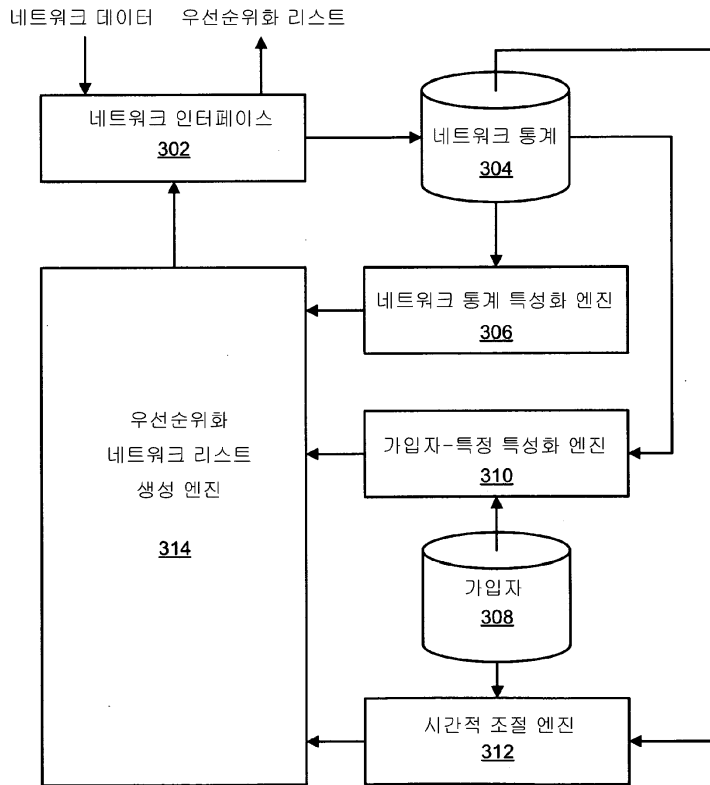 네트워크 데이터 우선순위화 리스트
네트워크 인터페이스
302
네트워크 통계
304
네트워크 통계 특성화 엔진
306
우선순위화
네트워크 리스트
생성 엔진
314
가입자-특정 특성화 엔진
310
가입자
308
시간적 조절 엔진
312